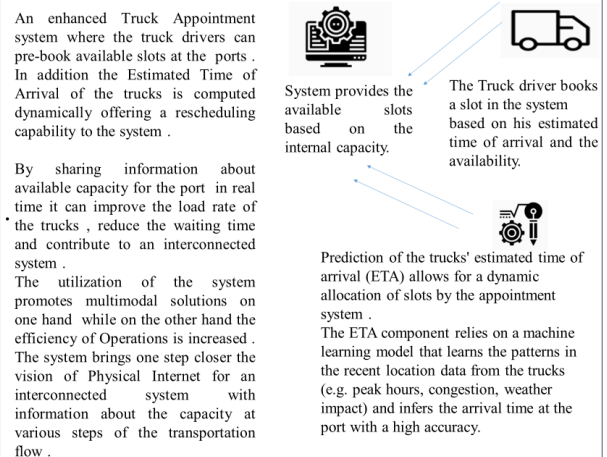 An enhanced Truck Appointment
system where the truck drivers can
pre-book available slots at the ports .
In addition the Estimated Time of
Arrival of the trucks is computed
dynamically offering a rescheduling
capability to the system .
By sharing information about
available capacity for the port in real
time it can improve the load rate of
the trucks , reduce the waiting time
and contribute to an interconnected
system .
The utilization of the system
promotes multimodal solutions on
one hand while on the other hand the
efficiency of Operations is increased .
The system brings one step closer the
vision of Physical Internet for an
interconnected system with
information about the capacity at
various steps of the transportation
flow .
System provides the
available slots
based on the
internal capacity.
The Truck driver books
a slot in the system
based on his estimated
time of arrival and the
availability.
Prediction of the trucks' estimated time of
arrival (ETA) allows for a dynamic
allocation of slots by the appointment
system .
The ETA component relies on a machine
learning model that learns the patterns in
the recent location data from the trucks
(e.g. peak hours, congestion, weather
impact) and infers the arrival time at the
port with a high accuracy.